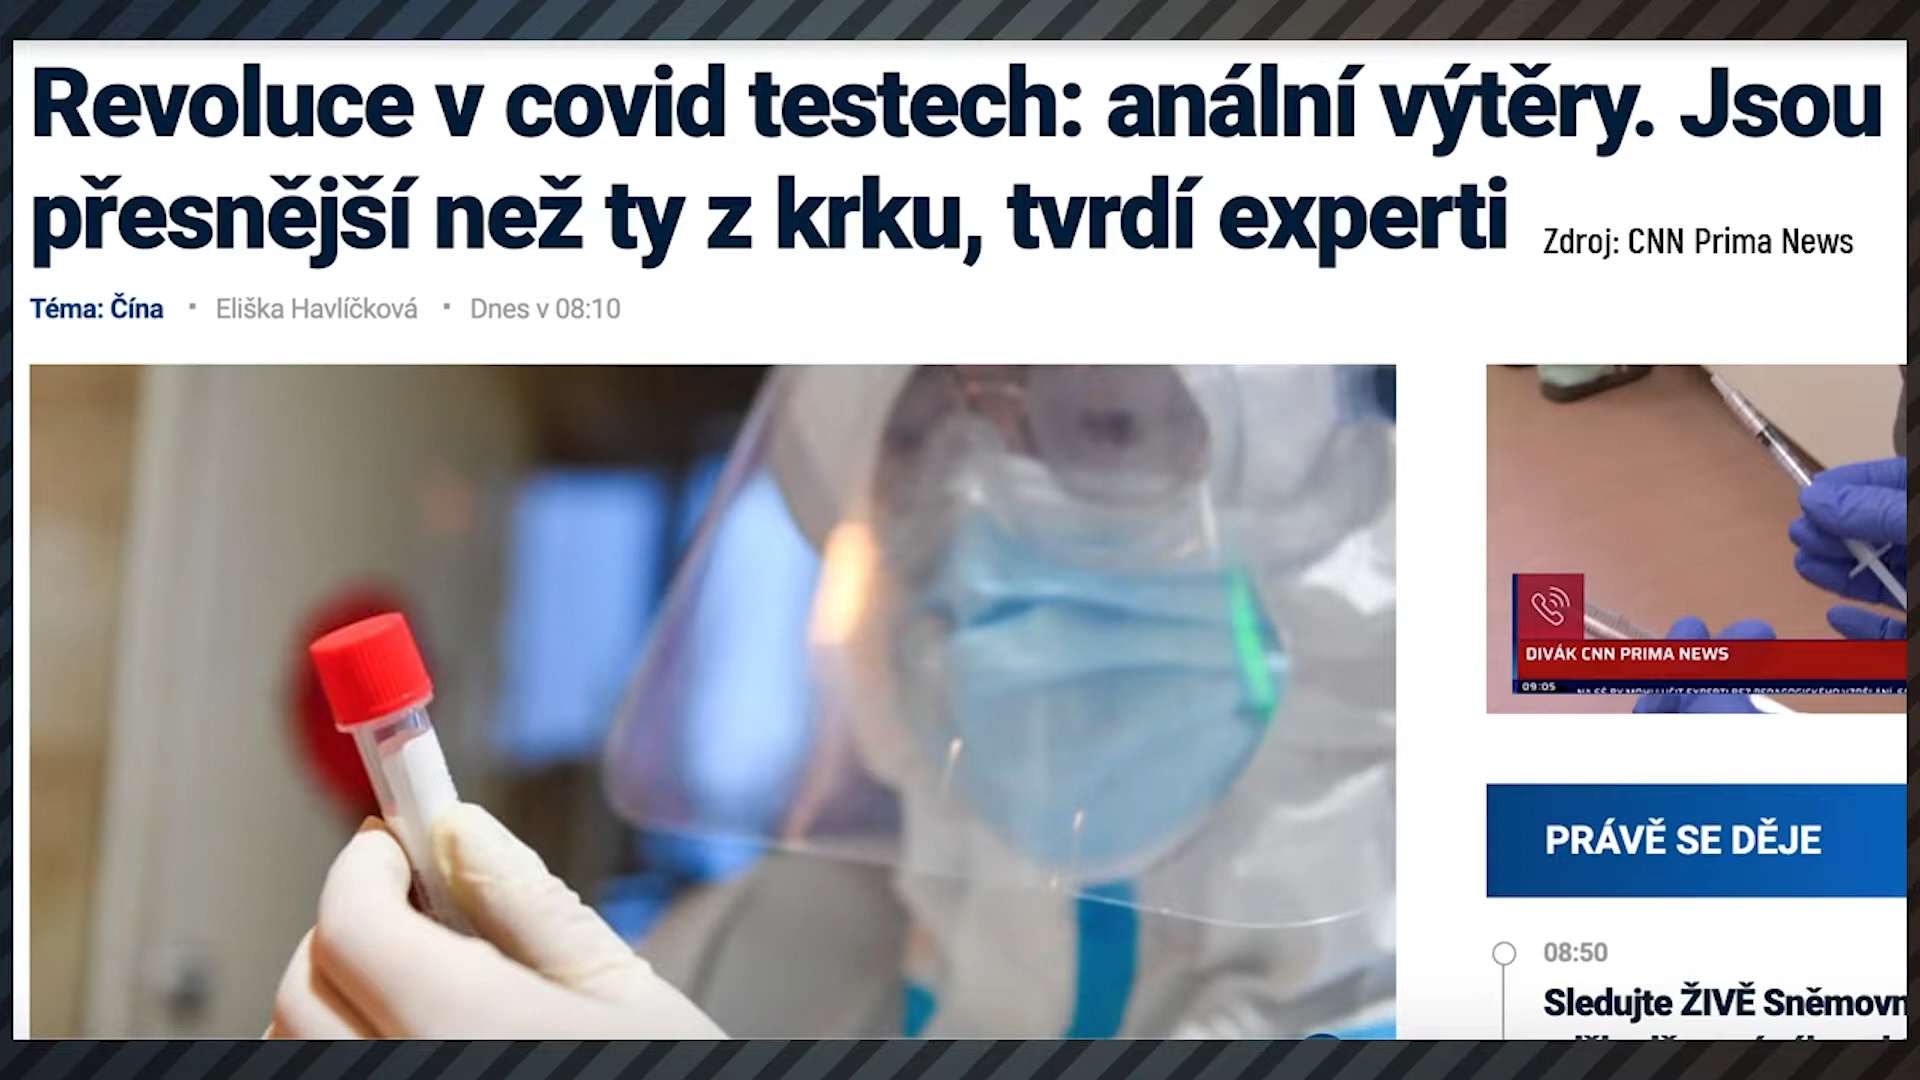 Revoluce v covid testech: anální výtěry. Jsou
přesnější než ty z krku, tvrdí experti
Zdroj: CNN Prima News
Téma: Čína ▪ Eliška Havlíčková ▪ Dnes v 08:10
DIVÁK CNN PRIMA NEWS
09:05
PRÁVĚ SE DĚJE
08:50
Sledujte ŽIVĚ Sněmovn